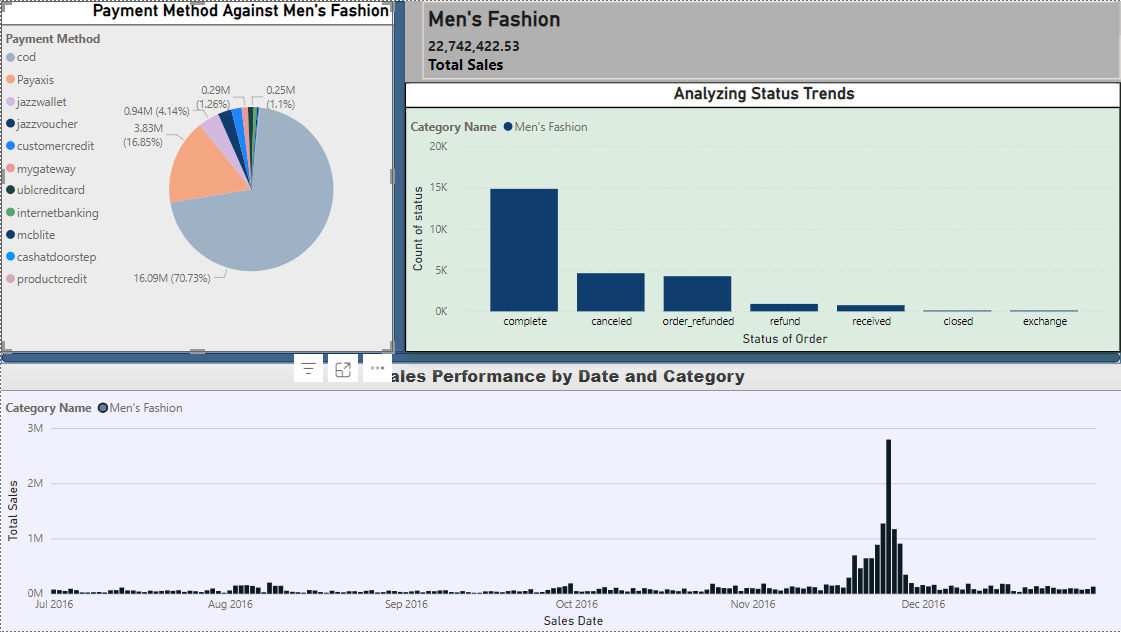 Payment Method Against Men's Fashion
Payment Method
cod
Payaxis
jazzwallet
jazzvoucher
customercredit
mygateway
ublcreditcard
internetbanking
mcblite
cashatdoorstep
productcredit
0.29M
(1.26%)
0.25M
(1.1%)
0.94M (4.14%)
3.83M
(16.85%)
16.09M (70.73%)
Men's Fashion
22,742,422.53
Total Sales
Analyzing Status Trends
Category Name Men's Fashion
20K
15K
10K
5K
0K
Count of status
complete canceled order_refunded refund received closed exchange
Status of Order
ales Performance by Date and Category
Category Name Men's Fashion
3M
2M
1M
0M
Total Sales
Jul 2016 Aug 2016 Sep 2016 Oct 2016 Nov 2016 Dec 2016
Sales Date